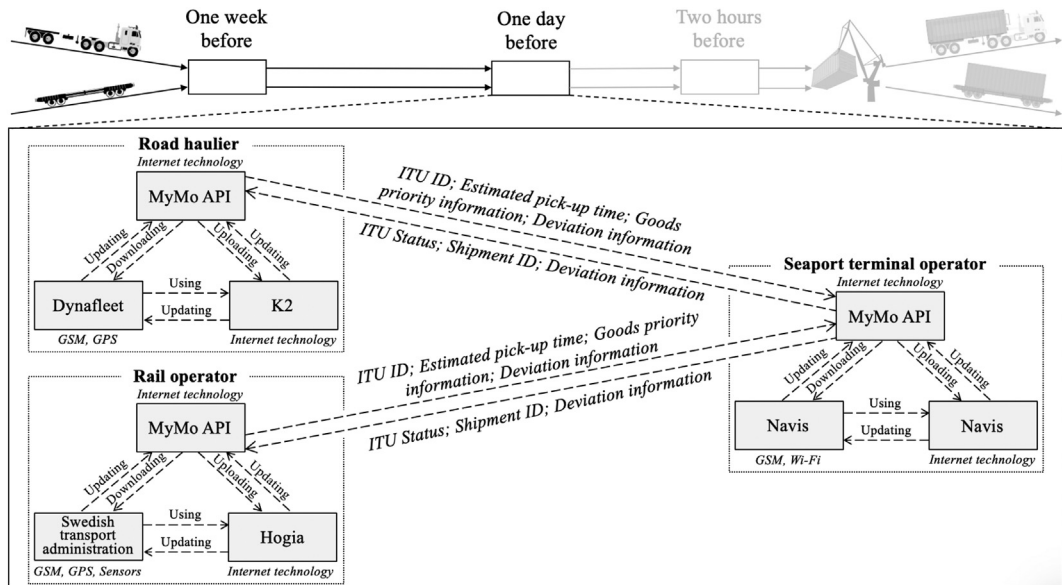 One week
before
One day
before
Two hours
before
Road haulier
Internet technology
MyMo API
Updating
Downloading
Uploading
Updating
Dynafleet
Using
Updating
K2
GSM, GPS
Internet technology
ITU ID; Estimated pick-up time; Goods
priority information; Deviation information
ITU Status; Shipment ID; Deviation information
Rail operator
Internet technology
MyMo API
Updating
Downloading
Uploading
Updating
Swedish
transport
administration
Using
Updating
Hogia
GSM, GPS, Sensors
Internet technology
ITU ID; Estimated pick-up time; Goods priority
information; Deviation information
ITU Status; Shipment ID; Deviation information
Seaport terminal operator
Internet technology
MyMo API
Updating
Downloading
Uploading
Updating
Navis
Using
Updating
Navis
GSM, Wi-Fi
Internet technology